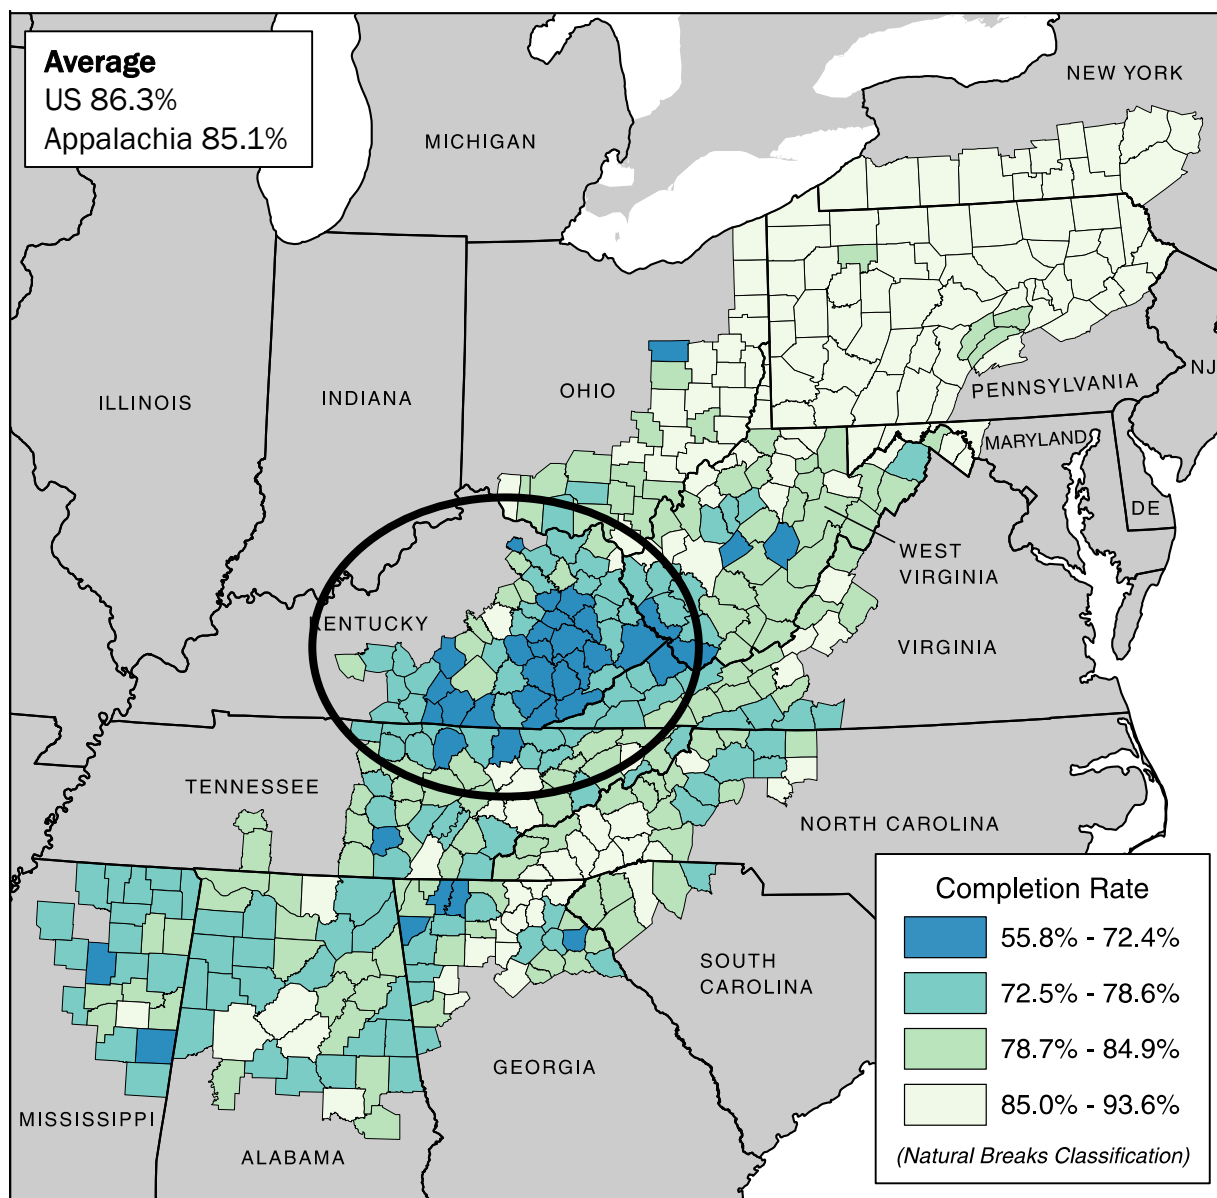 Average
US 86.3%
Appalachia 85.1%
NEW YORK
MICHIGAN
ILLINOIS
INDIANA
OHIO
PENNSYLVANIA
NJ
MARYLAND
DE
WEST
VIRGINIA
KENTUCKY
VIRGINIA
TENNESSEE
NORTH CAROLINA
SOUTH
CAROLINA
GEORGIA
MISSISSIPPI
ALABAMA
Completion Rate
55.8% - 72.4%
72.5% - 78.6%
78.7% - 84.9%
85.0% - 93.6%
(Natural Breaks Classification)